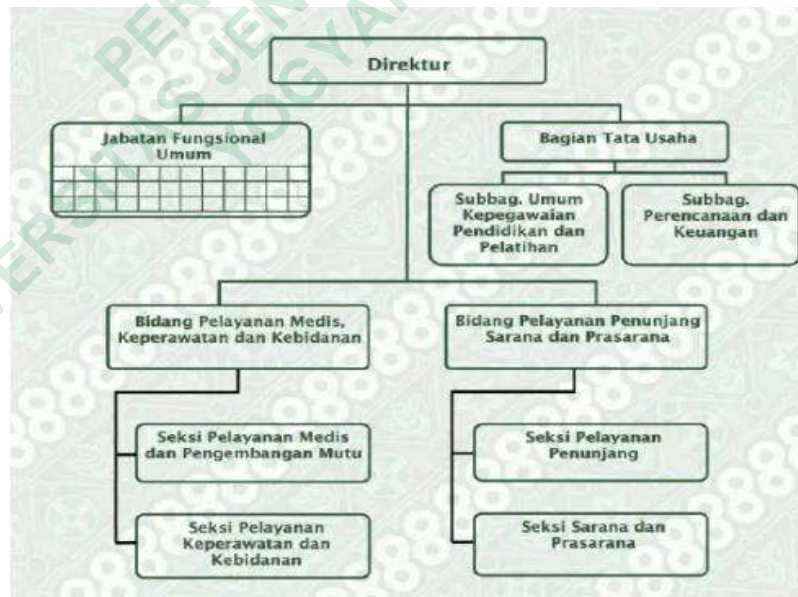 Direktur
Jabatan Fungsional
Umum
Bagian Tata Usaha
Subbag. Umum
Kepegawaian
Pendidikan dan
Pelatihan
Subbag.
Perencanaan dan
Keuangan
Bidang Pelayanan Medis,
Keperawatan dan Kebidanan
Bidang Pelayanan Penunjang
Sarana dan Prasarana
Seksi Pelayanan Medis
dan Pengembangan Mutu
Seksi Pelayanan
Penunjang
Seksi Pelayanan
Keperawatan dan
Kebidanan
Seksi Sarana dan
Prasarana